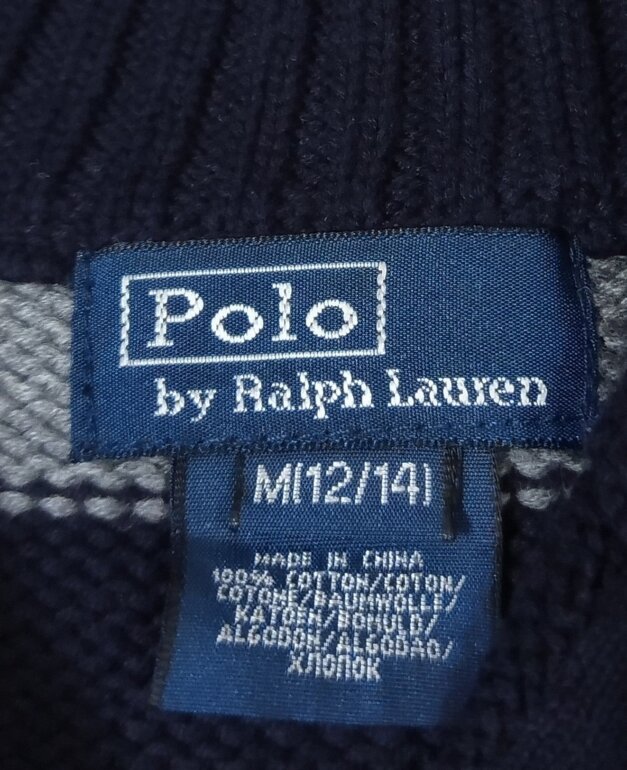 Polo
by Ralph Lauren
M(12/14)
MADE IN CHINA
100% COTTON/COTON/
COTONE/BAUMWOLLE/
KATOEN/BOMULD/
ALGODON/ALGODAO/
ХЛОПОК